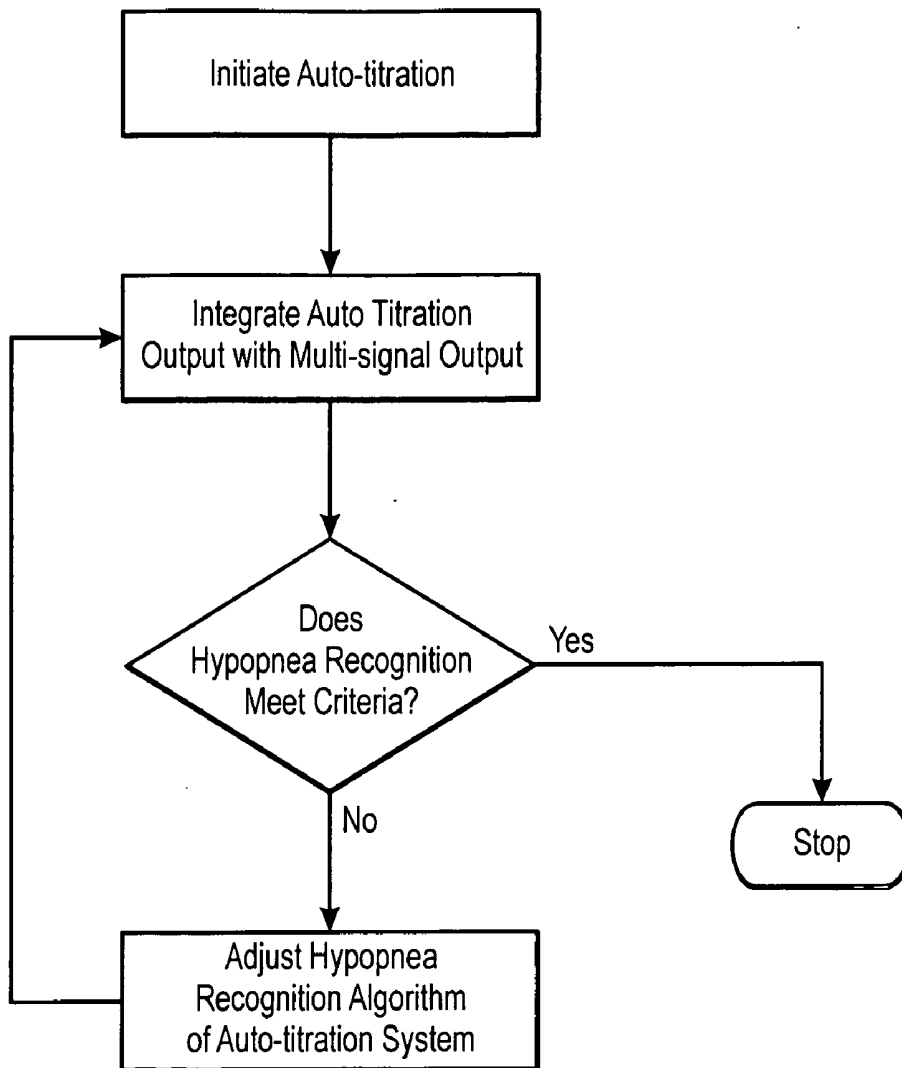 Initiate Auto-titration
Integrate Auto Titration
Output with Multi-signal Output
Does
Hypopnea Recognition
Meet Criteria?
Yes
No
Stop
Adjust Hypopnea
Recognition Algorithm
of Auto-titration System